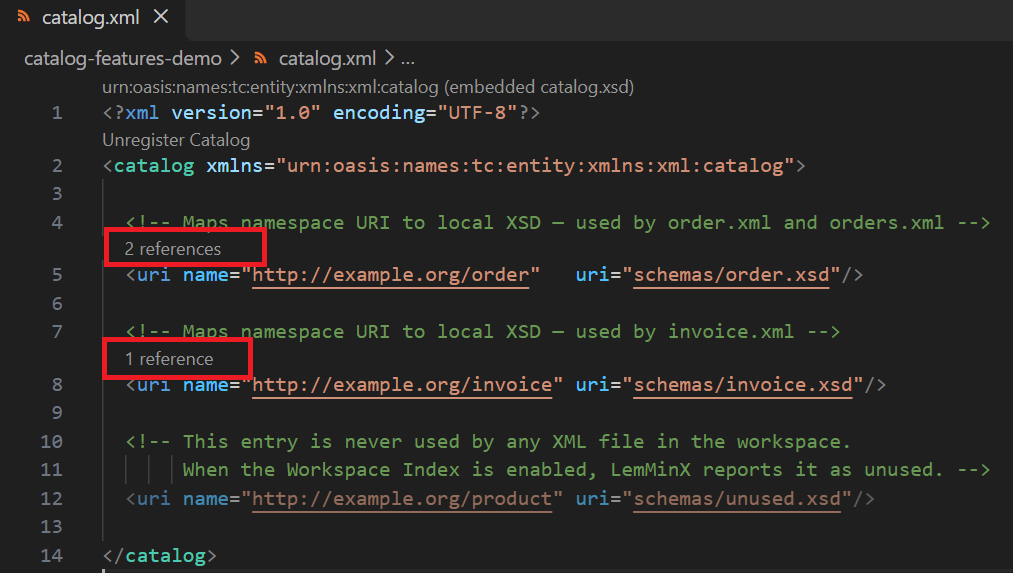 catalog.xml
catalog-features-demo > catalog.xml > ...
urn:oasis:names:tc:entity:xmlns:xml:catalog (embedded catalog.xsd)
1 <?xml version="1.0" encoding="UTF-8"?>
Unregister Catalog
2 <catalog xmlns="urn:oasis:names:tc:entity:xmlns:xml:catalog">
3
4 <!-- Maps namespace URI to local XSD — used by order.xml and orders.xml -->
2 references
5 <uri name="http://example.org/order"   uri="schemas/order.xsd"/>
6
7 <!-- Maps namespace URI to local XSD — used by invoice.xml -->
1 reference
8 <uri name="http://example.org/invoice" uri="schemas/invoice.xsd"/>
9
10 <!-- This entry is never used by any XML file in the workspace.
11 When the Workspace Index is enabled, LemMinX reports it as unused. -->
12 <uri name="http://example.org/product" uri="schemas/unused.xsd"/>
13
14 </catalog>